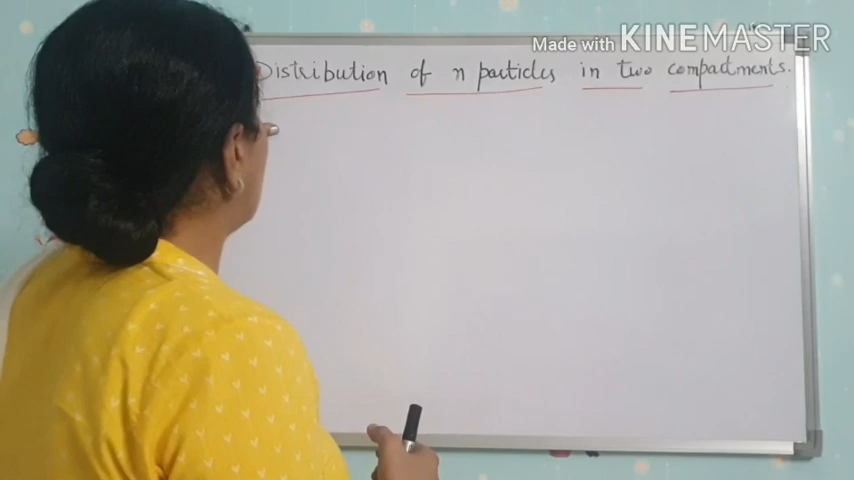 Made with KINEMASTER
Distribution of n particles in two compartments.